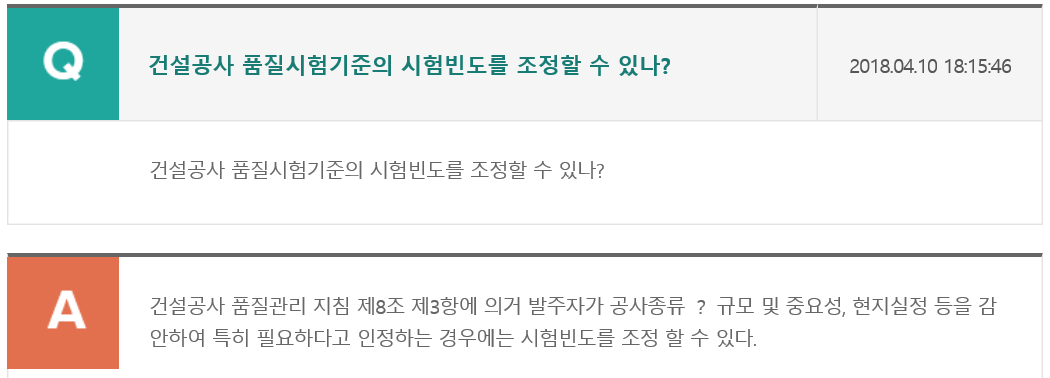 Q
건설공사 품질시험기준의 시험빈도를 조정할 수 있나?
2018.04.10 18:15:46
건설공사 품질시험기준의 시험빈도를 조정할 수 있나?
A
건설공사 품질관리 지침 제8조 제3항에 의거 발주자가 공사종류 ? 규모 및 중요성, 현지실정 등을 감
안하여 특히 필요하다고 인정하는 경우에는 시험빈도를 조정 할 수 있다.